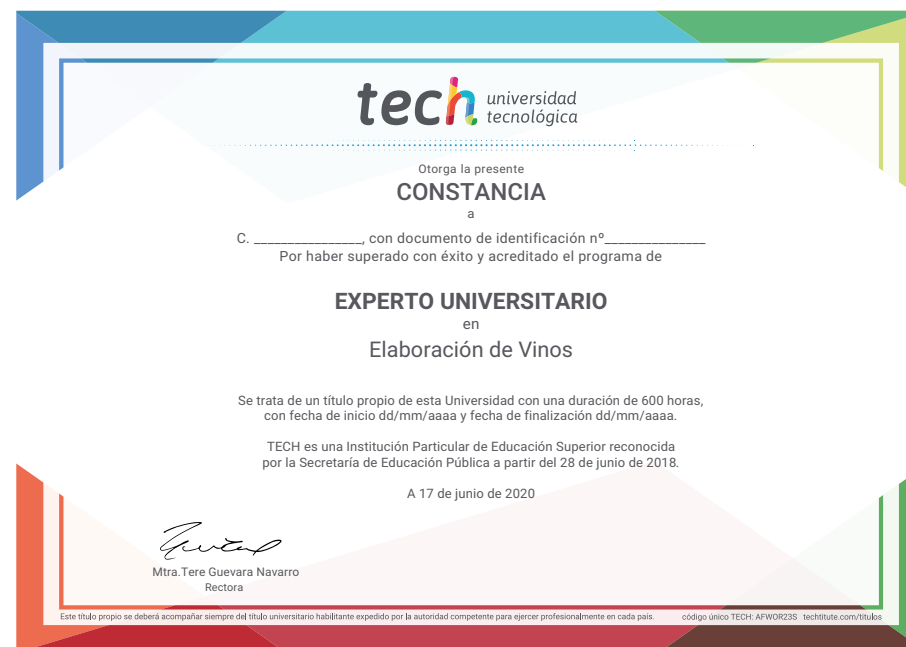 tech universidad
tecnológica
Otorga la presente
CONSTANCIA
a
C. ________________, con documento de identificación nº_______________
Por haber superado con éxito y acreditado el programa de
EXPERTO UNIVERSITARIO
en
Elaboración de Vinos
Se trata de un título propio de esta Universidad con una duración de 600 horas,
con fecha de inicio dd/mm/aaaa y fecha de finalización dd/mm/aaaa.
TECH es una Institución Particular de Educación Superior reconocida
por la Secretaría de Educación Pública a partir del 28 de junio de 2018.
A 17 de junio de 2020
Mtra.Tere Guevara Navarro
Rectora
Este título propio se deberá acompañar siempre del título universitario habilitante expedido por la autoridad competente para ejercer profesionalmente en cada país. código único TECH: AFWOR23S techtitute.com/titulos